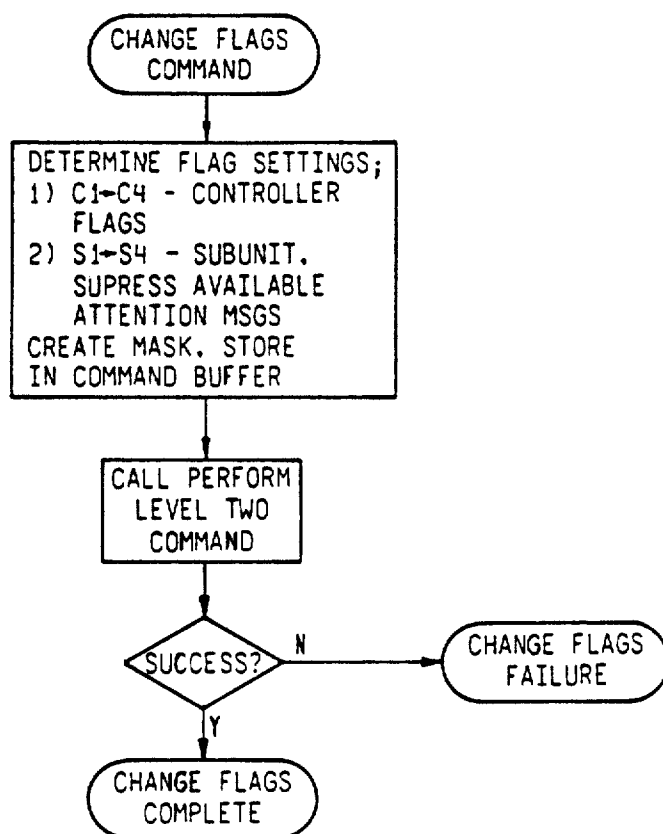 CHANGE FLAGS
COMMAND
DETERMINE FLAG SETTINGS;
1) C1→C4 - CONTROLLER
FLAGS
2) S1→S4 - SUBUNIT.
SUPRESS AVAILABLE
ATTENTION MSGS
CREATE MASK. STORE
IN COMMAND BUFFER
CALL PERFORM
LEVEL TWO
COMMAND
SUCCESS?
N
CHANGE FLAGS
FAILURE
Y
CHANGE FLAGS
COMPLETE